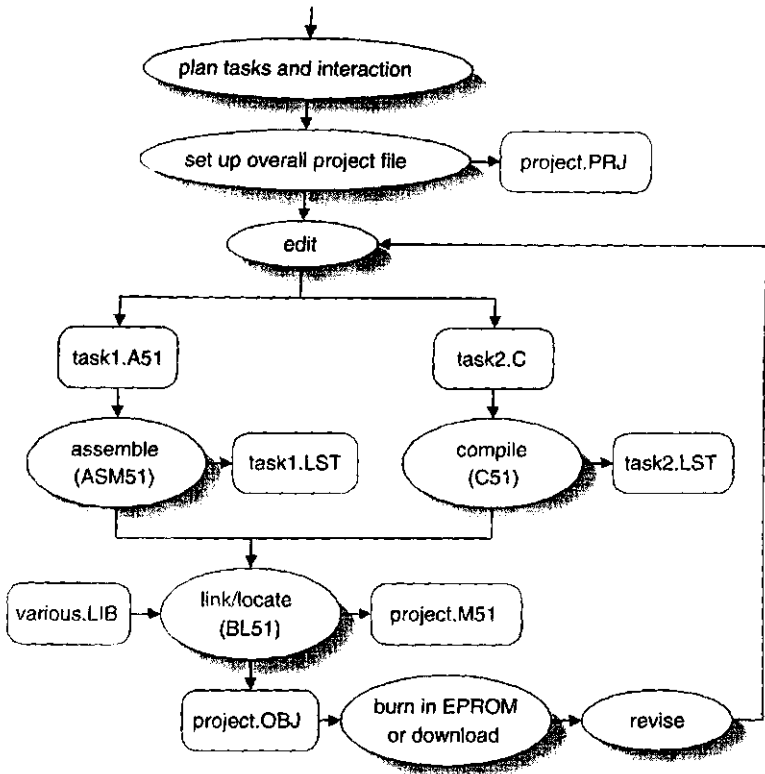 plan tasks and interaction
set up overall project file
project.PRJ
edit
task1.A51
task2.C
assemble
(ASM51)
task1.LST
compile
(C51)
task2.LST
various.LIB
link/locate
(BL51)
project.M51
project.OBJ
burn in EPROM
or download
revise